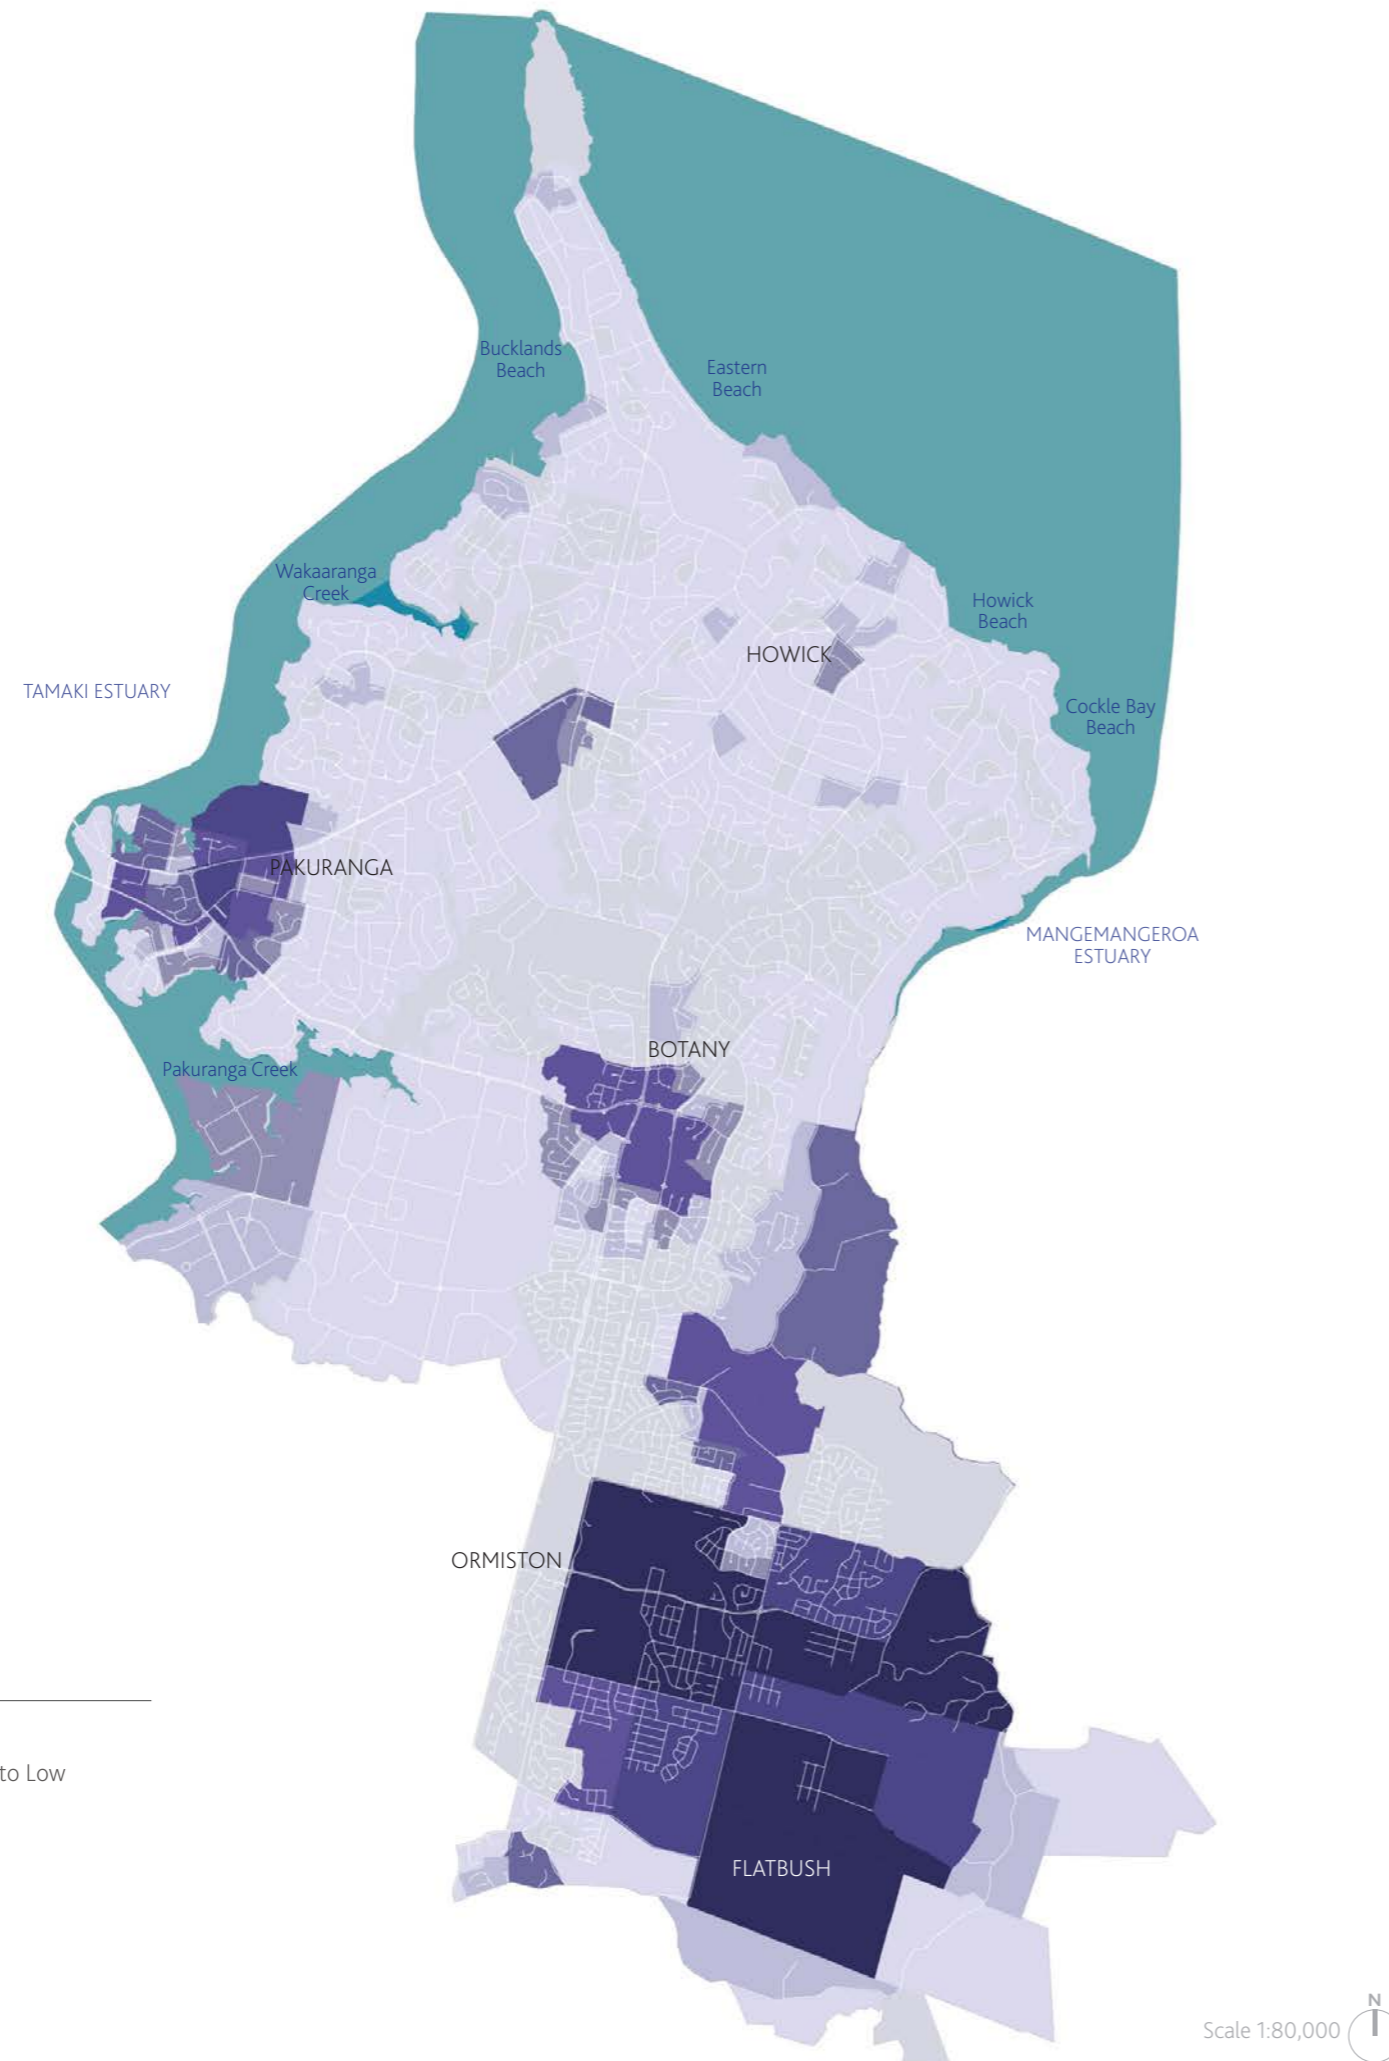 Bucklands
Beach
Eastern
Beach
Wakaaranga
Creek
Howick
Beach
HOWICK
TAMAKI ESTUARY
Cockle Bay
Beach
PAKURANGA
MANGEMANGEROA
ESTUARY
BOTANY
Pakuranga Creek
ORMISTON
to Low
FLATBUSH
N
Scale 1:80,000